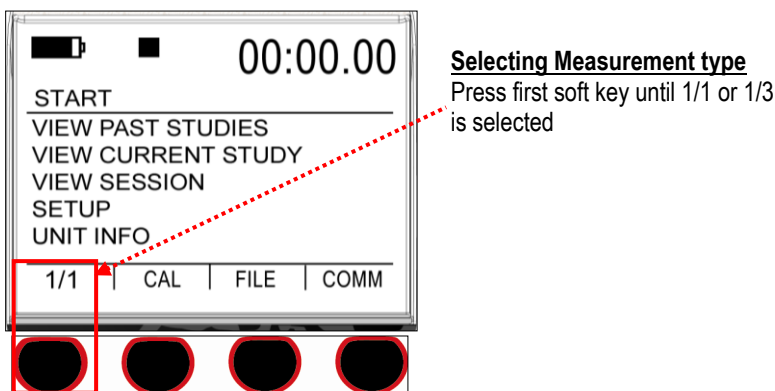 00:00.00
START
VIEW PAST STUDIES
VIEW CURRENT STUDY
VIEW SESSION
SETUP
UNIT INFO
1/1 CAL FILE COMM
Selecting Measurement type
Press first soft key until 1/1 or 1/3
is selected